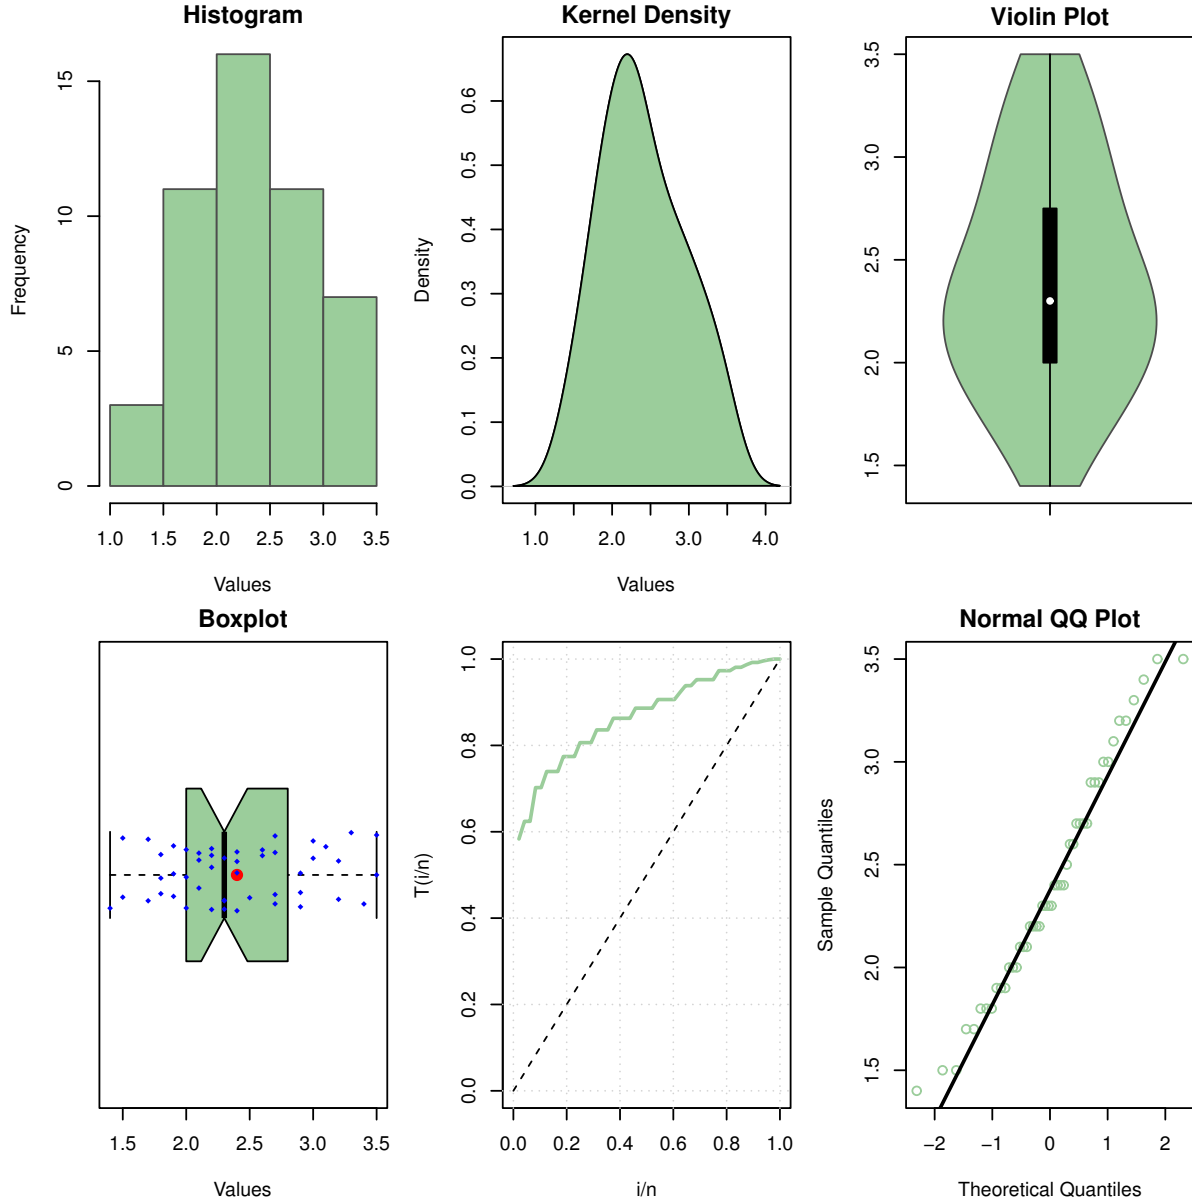 Histogram
Frequency
0 5 10 15
1.0 1.5 2.0 2.5 3.0 3.5
Values
Kernel Density
Density
0.0 0.1 0.2 0.3 0.4 0.5 0.6
1.0 2.0 3.0 4.0
Values
Violin Plot
1.5 2.0 2.5 3.0 3.5
Boxplot
1.5 2.0 2.5 3.0 3.5
Values
T(i/n)
0.0 0.2 0.4 0.6 0.8 1.0
0.0 0.2 0.4 0.6 0.8 1.0
i/n
Normal QQ Plot
Sample Quantiles
1.5 2.0 2.5 3.0 3.5
−2 −1 0 1 2
Theoretical Quantiles